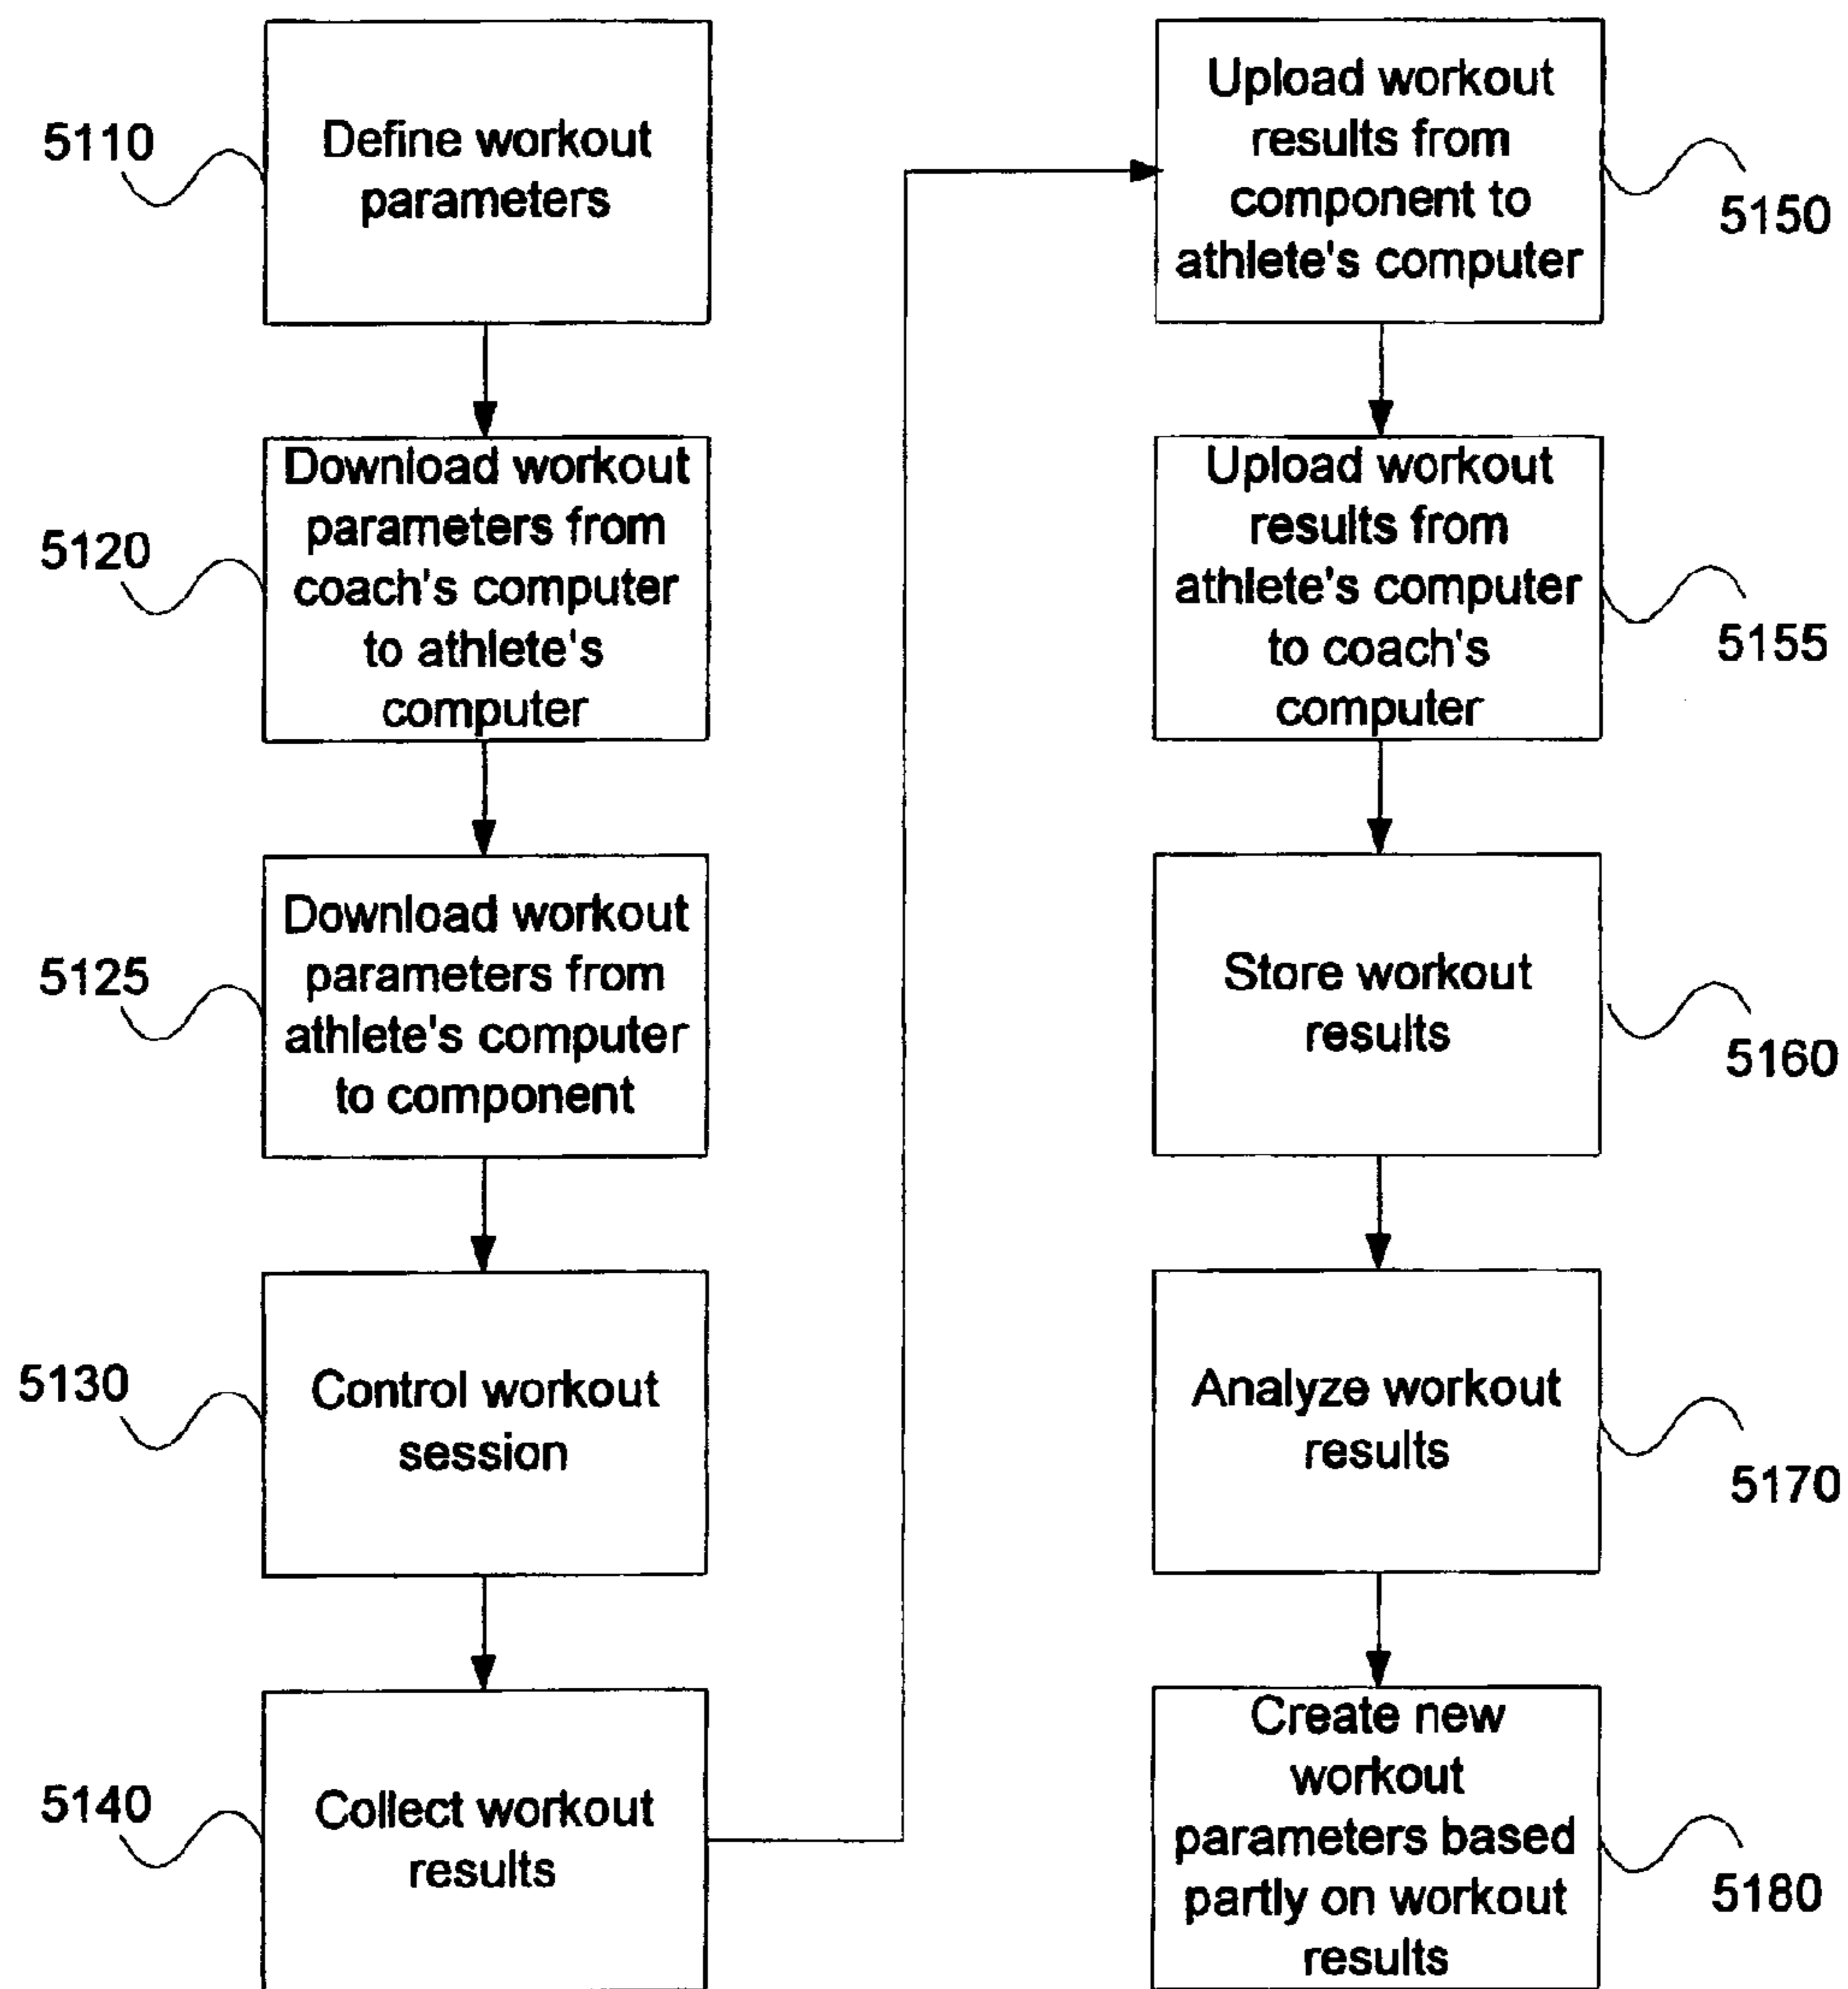 5110
Define workout
parameters
5120
Download workout
parameters from
coach's computer
to athlete's
computer
5125
Download workout
parameters from
athlete's computer
to component
5130
Control workout
session
5140
Collect workout
results
Upload workout
results from
component to
athlete's computer
5150
Upload workout
results from
athlete's computer
to coach's
computer
5155
Store workout
results
5160
Analyze workout
results
5170
Create new
workout
parameters based
partly on workout
results
5180